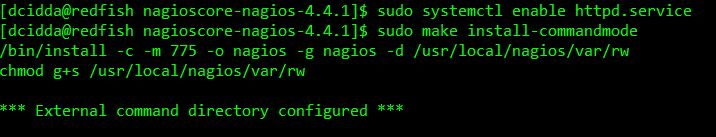 [dcidda@redfish nagioscore-nagios-4.4.1]$ sudo systemctl enable httpd.service
[dcidda@redfish nagioscore-nagios-4.4.1]$ sudo make install-commandmode
/bin/install -c -m 775 -o nagios -g nagios -d /usr/local/nagios/var/rw
chmod g+s /usr/local/nagios/var/rw
*** External command directory configured ***